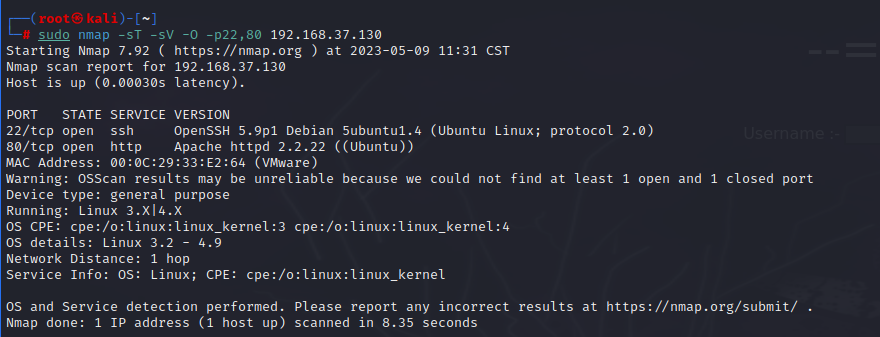 ┌──(root㉿kali)-[~]
└─# sudo nmap -sT -sV -O -p22,80 192.168.37.130
Starting Nmap 7.92 ( https://nmap.org ) at 2023-05-09 11:31 CST
Nmap scan report for 192.168.37.130
Host is up (0.00030s latency).

PORT   STATE SERVICE VERSION
22/tcp open  ssh     OpenSSH 5.9p1 Debian 5ubuntu1.4 (Ubuntu Linux; protocol 2.0)
80/tcp open  http    Apache httpd 2.2.22 ((Ubuntu))
Username :-
MAC Address: 00:0C:29:33:E2:64 (VMware)
Warning: OSScan results may be unreliable because we could not find at least 1 open and 1 closed port
Device type: general purpose
Running: Linux 3.X|4.X
OS CPE: cpe:/o:linux:linux_kernel:3 cpe:/o:linux:linux_kernel:4
OS details: Linux 3.2 - 4.9
Network Distance: 1 hop
Service Info: OS: Linux; CPE: cpe:/o:linux:linux_kernel

OS and Service detection performed. Please report any incorrect results at https://nmap.org/submit/ .
Nmap done: 1 IP address (1 host up) scanned in 8.35 seconds